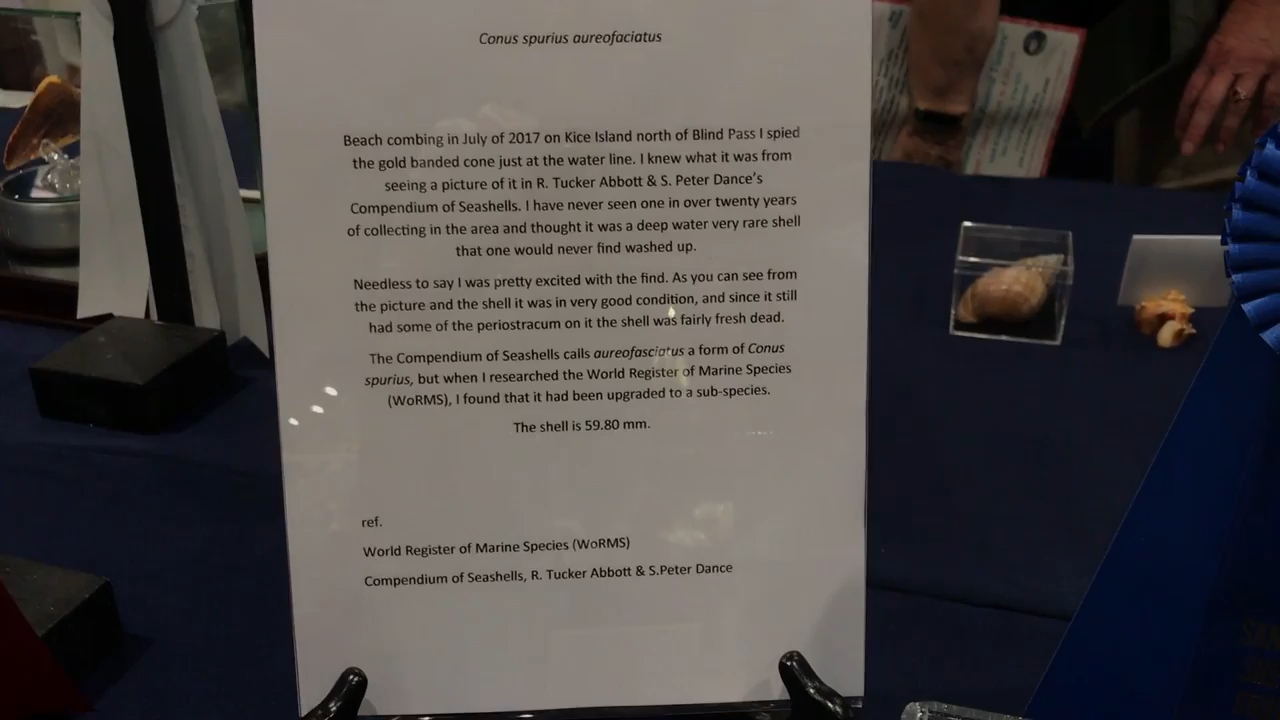 Conus spurius aureofaciatus
Beach combing in July of 2017 on Kice Island north of Blind Pass I spied
the gold banded cone just at the water line. I knew what it was from
seeing a picture of it in R. Tucker Abbott & S. Peter Dance's
Compendium of Seashells. I have never seen one in over twenty years
of collecting in the area and thought it was a deep water very rare shell
that one would never find washed up.
Needless to say I was pretty excited with the find. As you can see from
the picture and the shell it was in very good condition, and since it still
had some of the periostracum on it the shell was fairly fresh dead.
The Compendium of Seashells calls aureofasciatus a form of Conus
spurius, but when I researched the World Register of Marine Species
(WoRMS), I found that it had been upgraded to a sub-species.
The shell is 59.80 mm.
ref.
World Register of Marine Species (WoRMS)
Compendium of Seashells, R. Tucker Abbott & S.Peter Dance